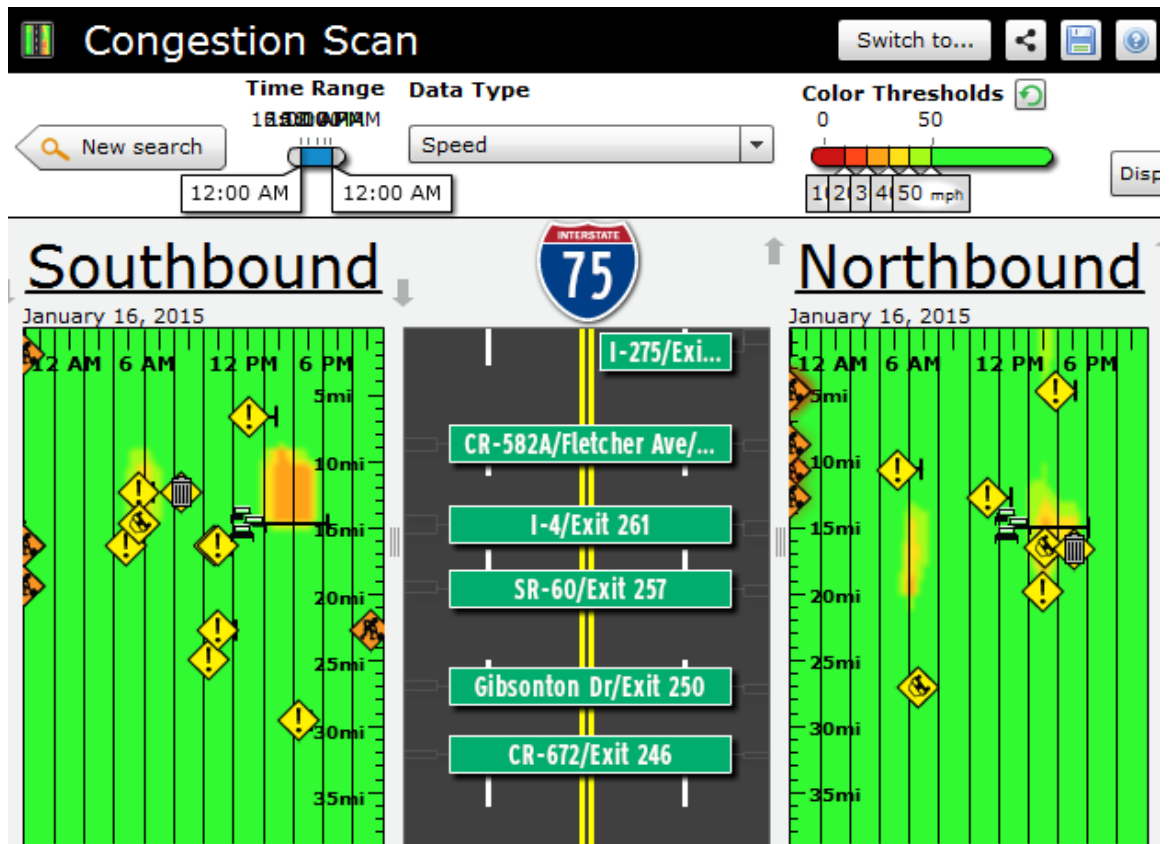 Congestion Scan
Switch to...
Time Range
Data Type
Color Thresholds
0 50
New search
Speed
12:00 AM 12:00 AM
50 mph
Disp
Southbound
INTERSTATE
75
Northbound
January 16, 2015
January 16, 2015
12 AM 6 AM 12 PM 6 PM
5mi
10mi
15mi
20mi
25mi
30mi
35mi
I-275/Exi...
CR-582A/Fletcher Ave/...
I-4/Exit 261
SR-60/Exit 257
Gibsonton Dr/Exit 250
CR-672/Exit 246
12 AM 6 AM 12 PM 6 PM
5mi
10mi
15mi
20mi
25mi
30mi
35mi